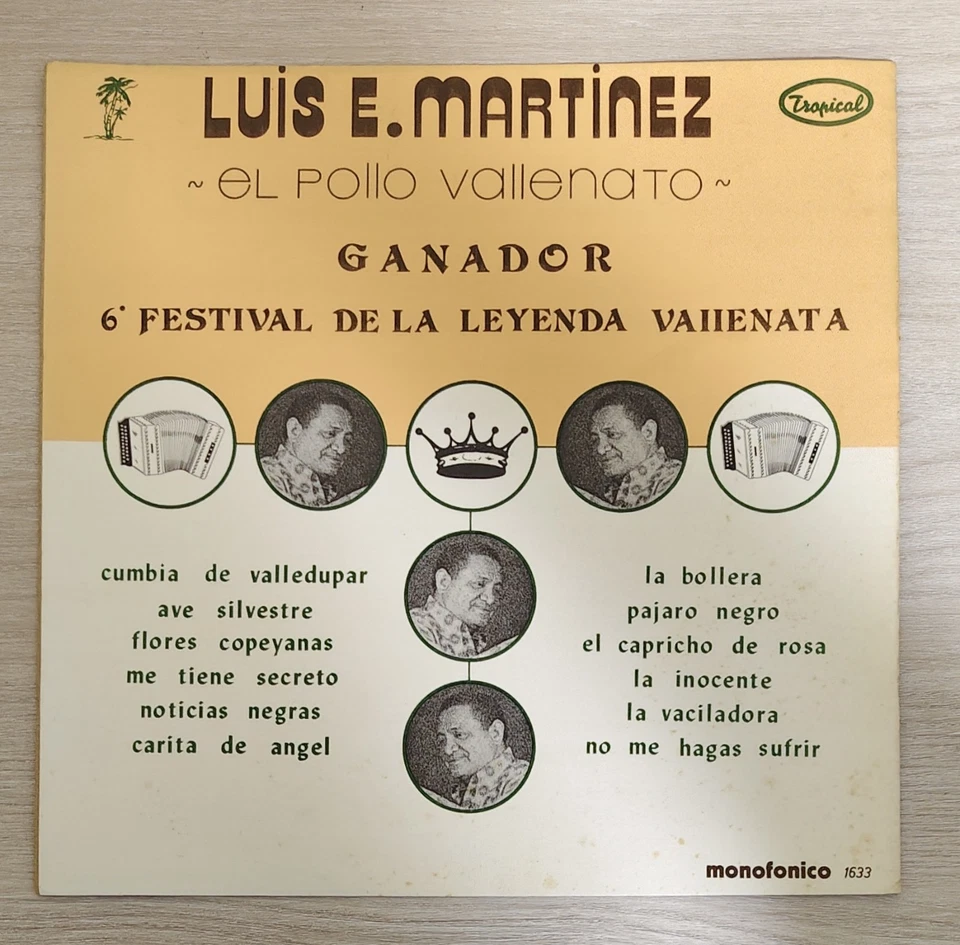 LUIS E. MARTINEZ
Tropical
~ EL POLLO VALLENATO ~
GANADOR
6° FESTIVAL DE LA LEYENDA VALLENATA
cumbia de valledupar
ave silvestre
flores copeyanas
me tiene secreto
noticias negras
carita de angel
la bollera
pajaro negro
el capricho de rosa
la inocente
la vaciladora
no me hagas sufrir
monofonico 1633